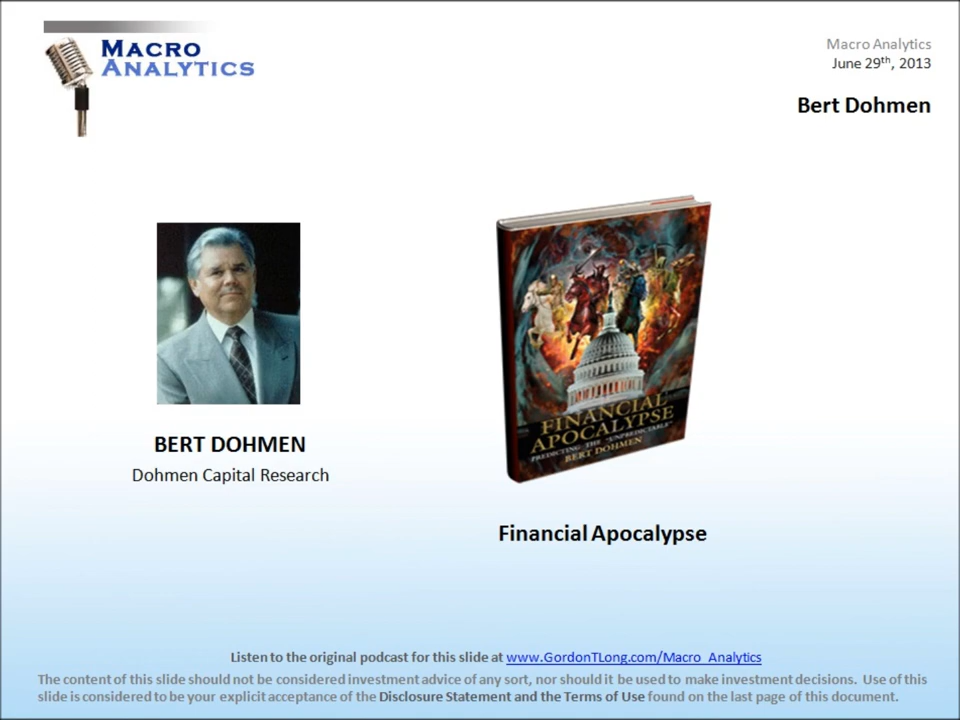 MACRO
ANALYTICS
Macro Analytics
June 29th, 2013
Bert Dohmen
FINANCIAL
APOCALYPSE
PREDICTING THE "UNPREDICTABLE"
BERT DOHMEN
BERT DOHMEN
Dohmen Capital Research
Financial Apocalypse
Listen to the original podcast for this slide at www.GordonTLong.com/Macro_Analytics
The content of this slide should not be considered investment advice of any sort, nor should it be used to make investment decisions. Use of this
slide is considered to be your explicit acceptance of the Disclosure Statement and the Terms of Use found on the last page of this document.